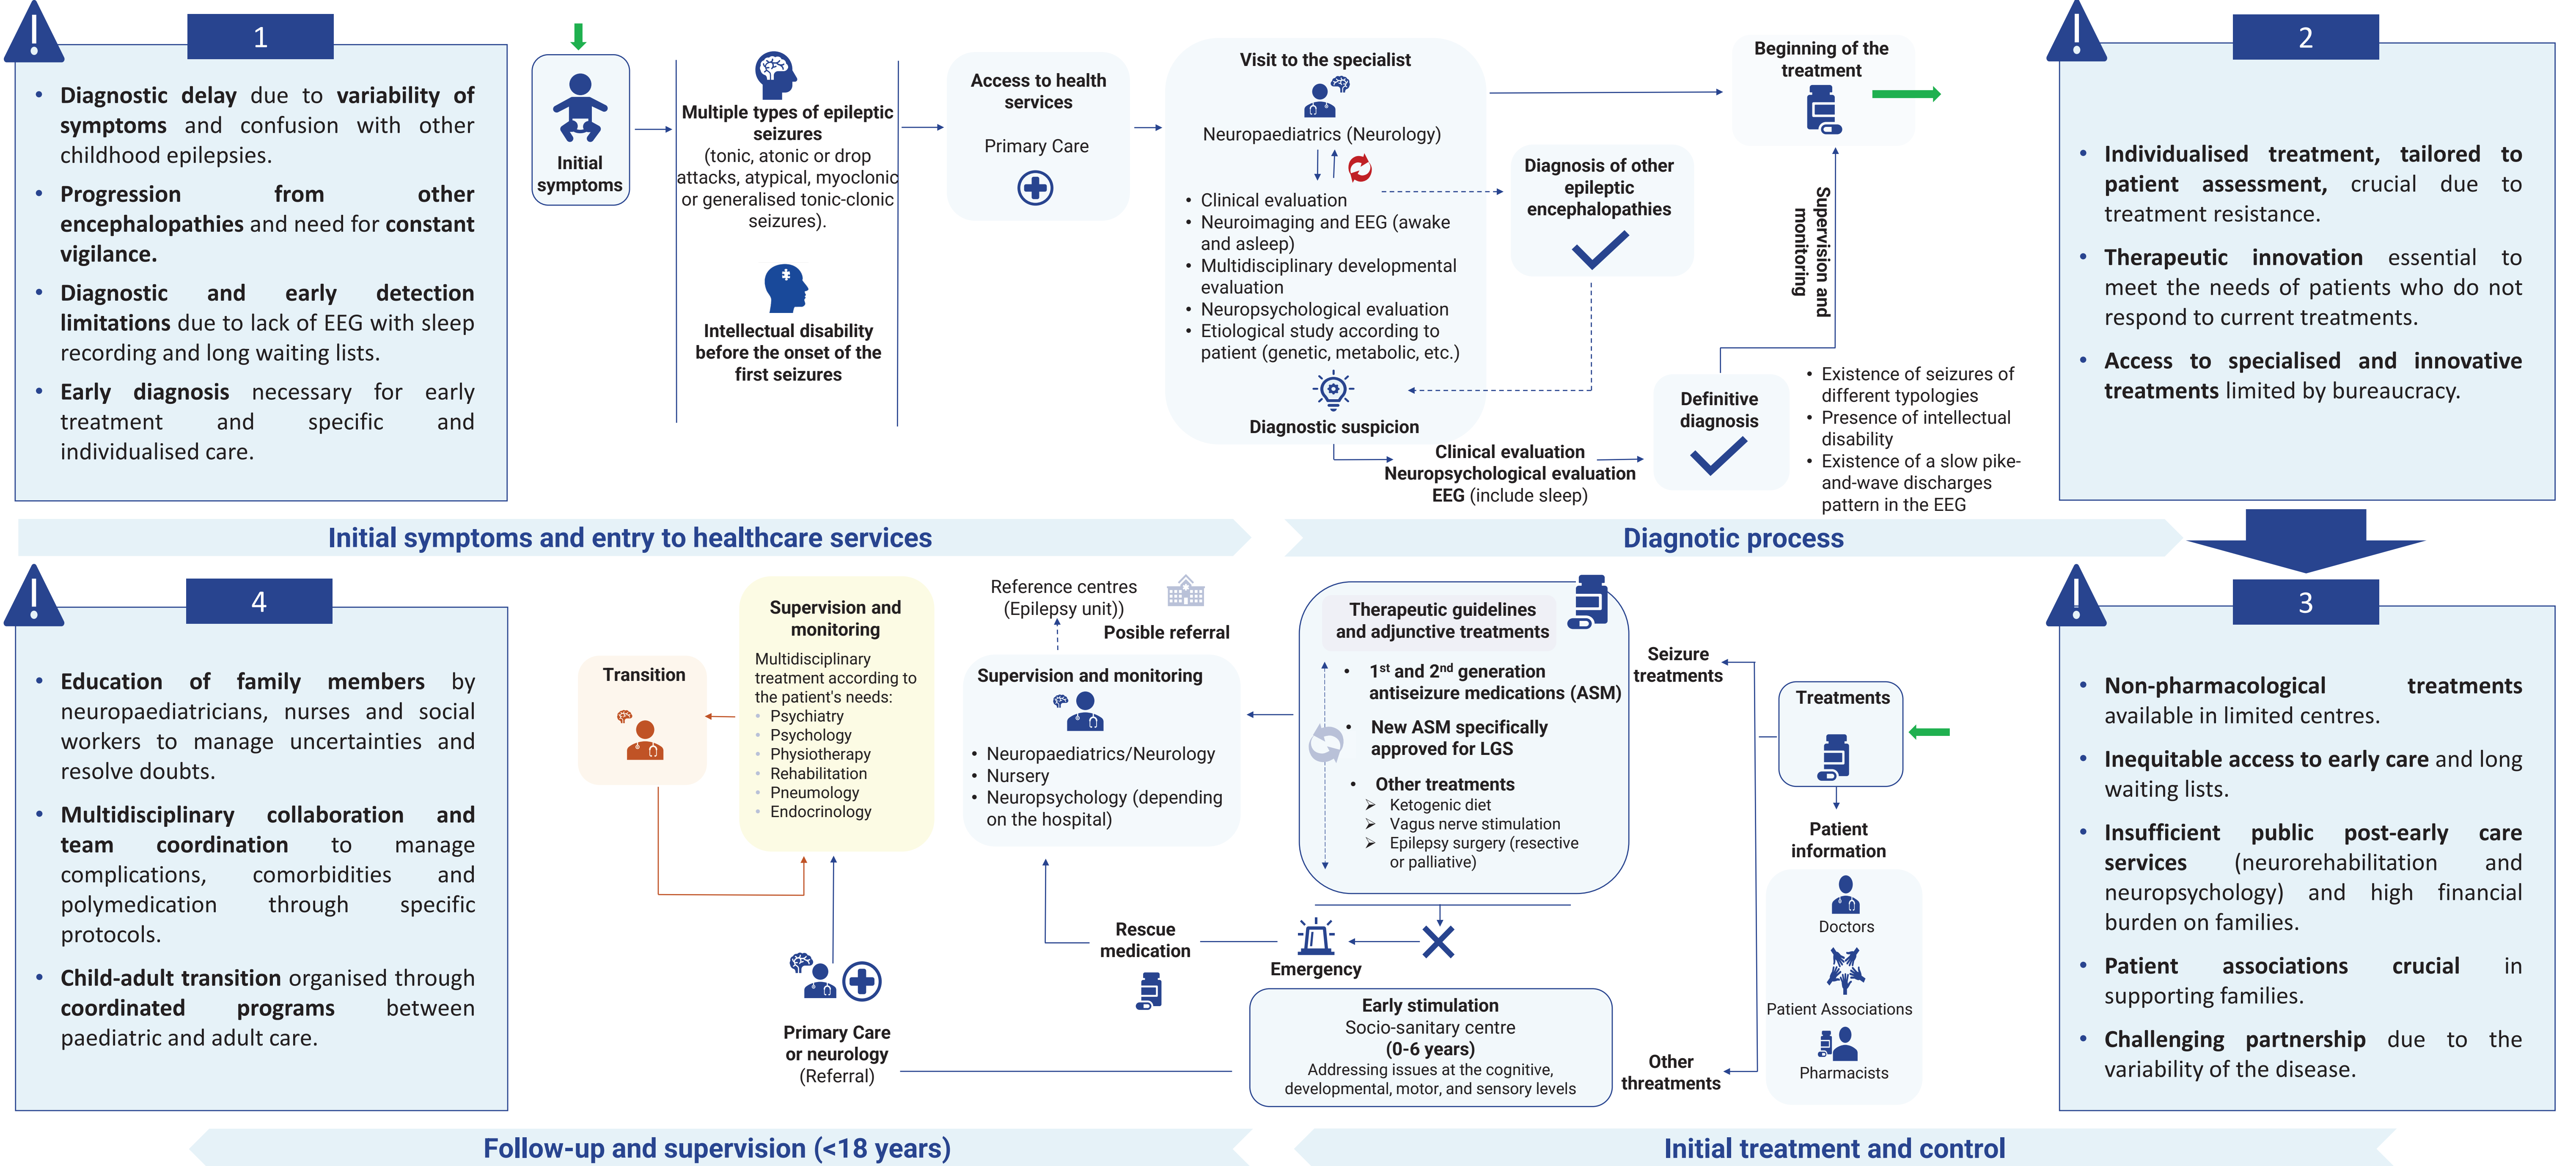 1
Diagnostic delay due to variability of
symptoms and confusion with other
childhood epilepsies.
Progression from other
encephalopathies and need for constant
vigilance.
Diagnostic and early detection
limitations due to lack of EEG with sleep
recording and long waiting lists.
Early diagnosis necessary for early
treatment and specific and
individualised care.
Initial
symptoms
Multiple types of epileptic
seizures
(tonic, atonic or drop
attacks, atypical, myoclonic
or generalised tonic-clonic
seizures).
Intellectual disability
before the onset of the
first seizures
Access to health
services
Primary Care
Visit to the specialist
Neuropaediatrics (Neurology)
• Clinical evaluation
• Neuroimaging and EEG (awake
and asleep)
• Multidisciplinary developmental
evaluation
• Neuropsychological evaluation
• Etiological study according to
patient (genetic, metabolic, etc.)
Diagnostic suspicion
Diagnosis of other
epileptic
encephalopathies
Clinical evaluation
Neuropsychological evaluation
EEG (include sleep)
Definitive
diagnosis
• Existence of seizures of
different typologies
• Presence of intellectual
disability
• Existence of a slow pike-
and-wave discharges
pattern in the EEG
Supervision and
monitoring
Beginning of the
treatment
2
Individualised treatment, tailored to
patient assessment, crucial due to
treatment resistance.
Therapeutic innovation essential to
meet the needs of patients who do not
respond to current treatments.
Access to specialised and innovative
treatments limited by bureaucracy.
Initial symptoms and entry to healthcare services
Diagnotic process
3
Non-pharmacological treatments
available in limited centres.
Inequitable access to early care and long
waiting lists.
Insufficient public post-early care
services (neurorehabilitation and
neuropsychology) and high financial
burden on families.
Patient associations crucial in
supporting families.
Challenging partnership due to the
variability of the disease.
Treatments
Patient
information
Doctors
Patient Associations
Pharmacists
Seizure
treatments
Other
threatments
Therapeutic guidelines
and adjunctive treatments
• 1st and 2nd generation
antiseizure medications (ASM)
• New ASM specifically
approved for LGS
• Other treatments
➢ Ketogenic diet
➢ Vagus nerve stimulation
➢ Epilepsy surgery (resective
or palliative)
Emergency
Rescue
medication
Early stimulation
Socio-sanitary centre
(0-6 years)
Addressing issues at the cognitive,
developmental, motor, and sensory levels
Reference centres
(Epilepsy unit))
Posible referral
Supervision and monitoring
• Neuropaediatrics/Neurology
• Nursery
• Neuropsychology (depending
on the hospital)
Supervision and
monitoring
Multidisciplinary
treatment according to
the patient's needs:
• Psychiatry
• Psychology
• Physiotherapy
• Rehabilitation
• Pneumology
• Endocrinology
Transition
Primary Care
or neurology
(Referral)
4
Education of family members by
neuropaediatricians, nurses and social
workers to manage uncertainties and
resolve doubts.
Multidisciplinary collaboration and
team coordination to manage
complications, comorbidities and
polymedication through specific
protocols.
Child-adult transition organised through
coordinated programs between
paediatric and adult care.
Follow-up and supervision (<18 years)
Initial treatment and control